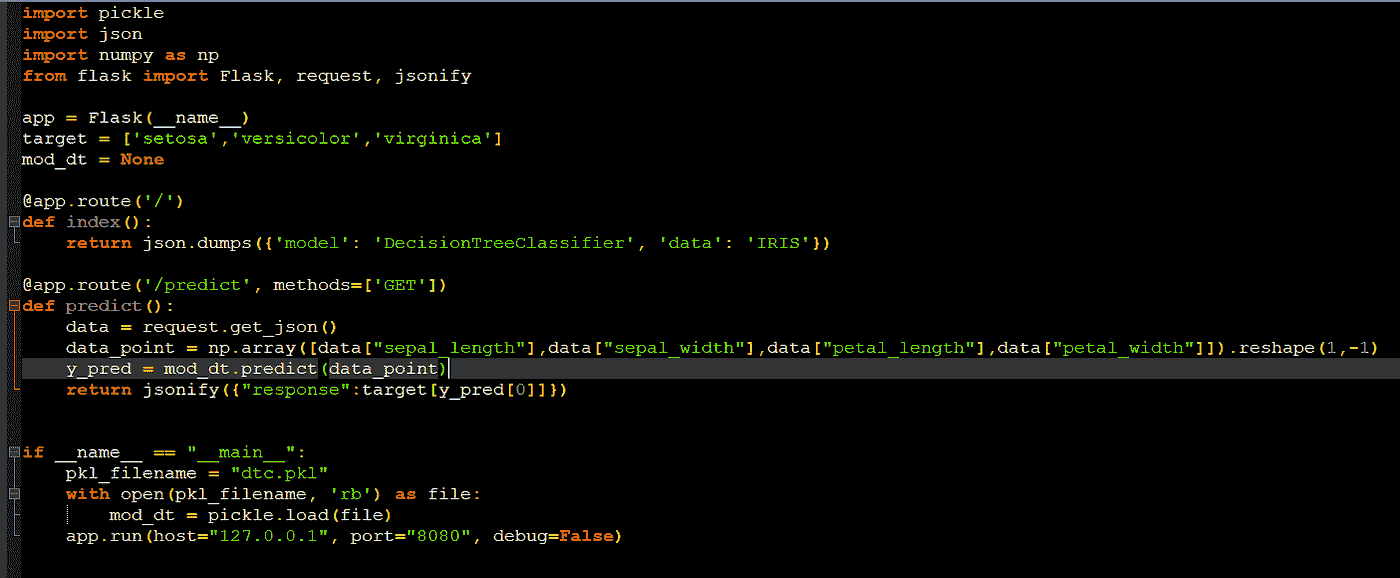 import pickle
import json
import numpy as np
from flask import Flask, request, jsonify
app = Flask(__name__)
target = ['setosa','versicolor','virginica']
mod_dt = None
@app.route('/')
def index():
    return json.dumps({'model': 'DecisionTreeClassifier', 'data': 'IRIS'})
@app.route('/predict', methods=['GET'])
def predict():
    data = request.get_json()
    data_point = np.array([data["sepal_length"],data["sepal_width"],data["petal_length"],data["petal_width"]]).reshape(1,-1)
    y_pred = mod_dt.predict(data_point)
    return jsonify({"response":target[y_pred[0]]})
if __name__ == "__main__":
    pkl_filename = "dtc.pkl"
    with open(pkl_filename, 'rb') as file:
        mod_dt = pickle.load(file)
    app.run(host="127.0.0.1", port="8080", debug=False)